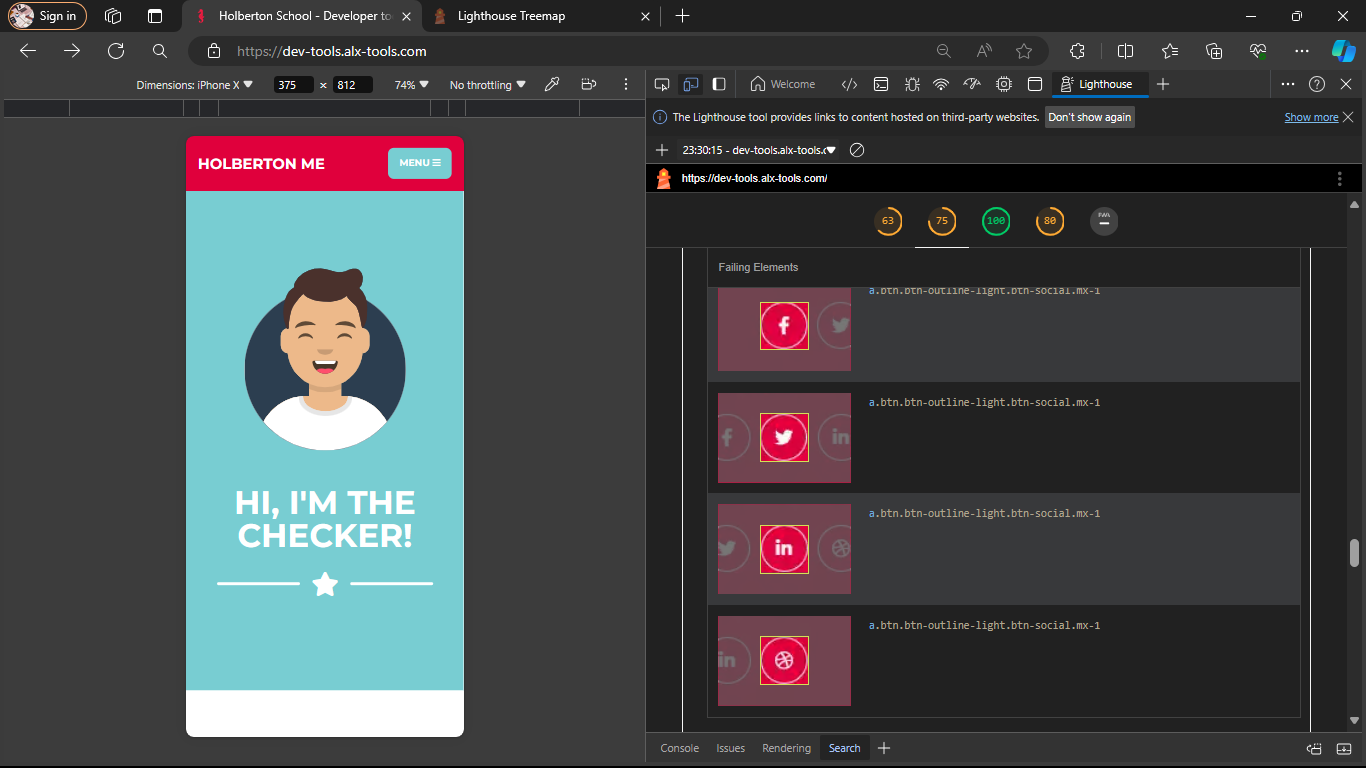 Sign in
Holberton School - Developer to
Lighthouse Treemap
https://dev-tools.alx-tools.com
Dimensions: iPhone X
375 × 812
74%
No throttling
Welcome
Lighthouse
The Lighthouse tool provides links to content hosted on third-party websites.
Don't show again
Show more
23:30:15 - dev-tools.alx-tools.c
https://dev-tools.alx-tools.com/
63
75
100
80
PWA
HOLBERTON ME
MENU
HI, I'M THE
CHECKER!
Failing Elements
a.btn.btn-outline-light.btn-social.mx-1
a.btn.btn-outline-light.btn-social.mx-1
a.btn.btn-outline-light.btn-social.mx-1
a.btn.btn-outline-light.btn-social.mx-1
Console
Issues
Rendering
Search